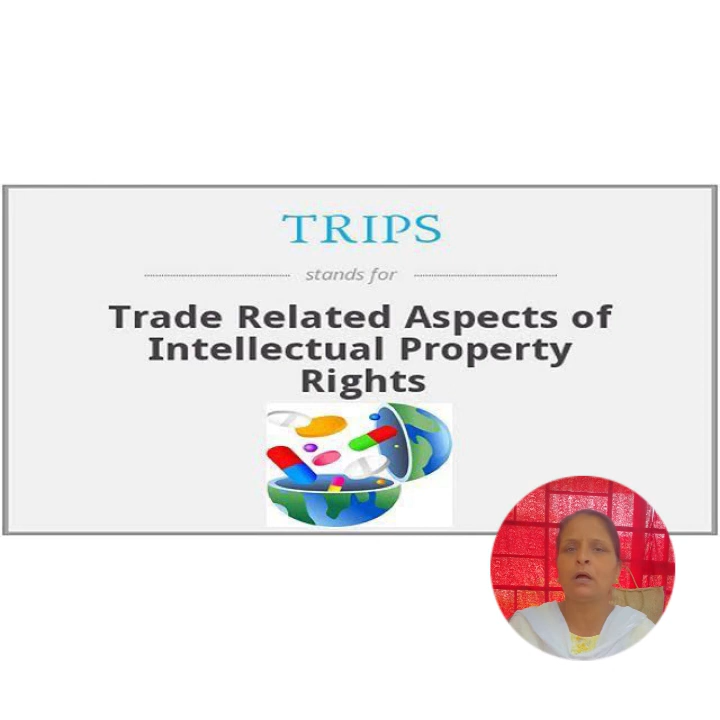 TRIPS
stands for
Trade Related Aspects of
Intellectual Property
Rights